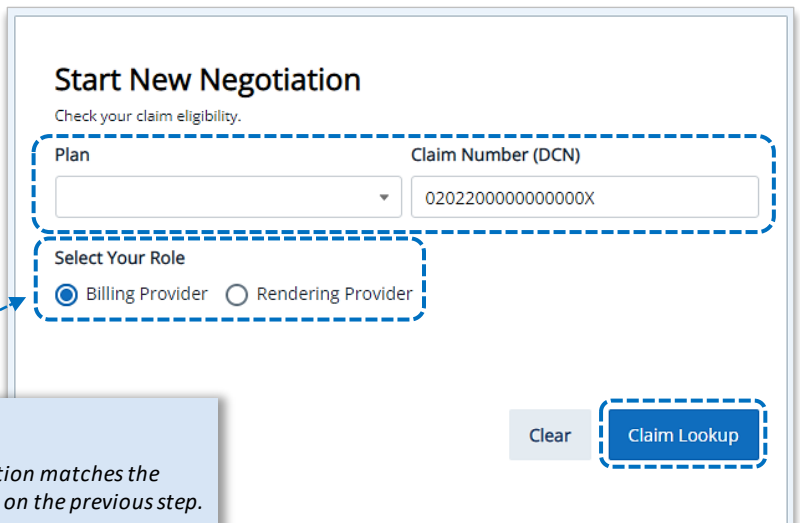 Start New Negotiation
Check your claim eligibility.
Plan
Claim Number (DCN)
0202200000000000X
Select Your Role
Billing Provider
Rendering Provider
Clear
Claim Lookup
tion matches the
on the previous step.